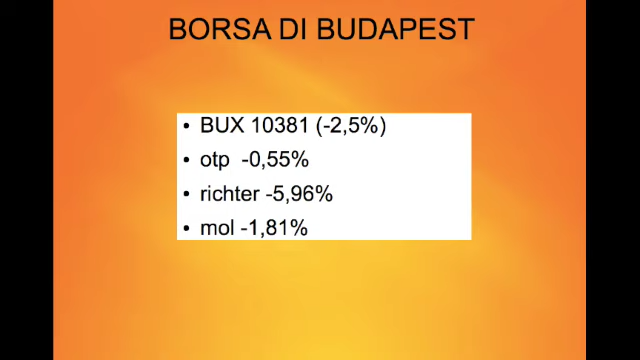 BORSA DI BUDAPEST
• BUX 10381 (-2,5%)
• otp -0,55%
• richter -5,96%
• mol -1,81%